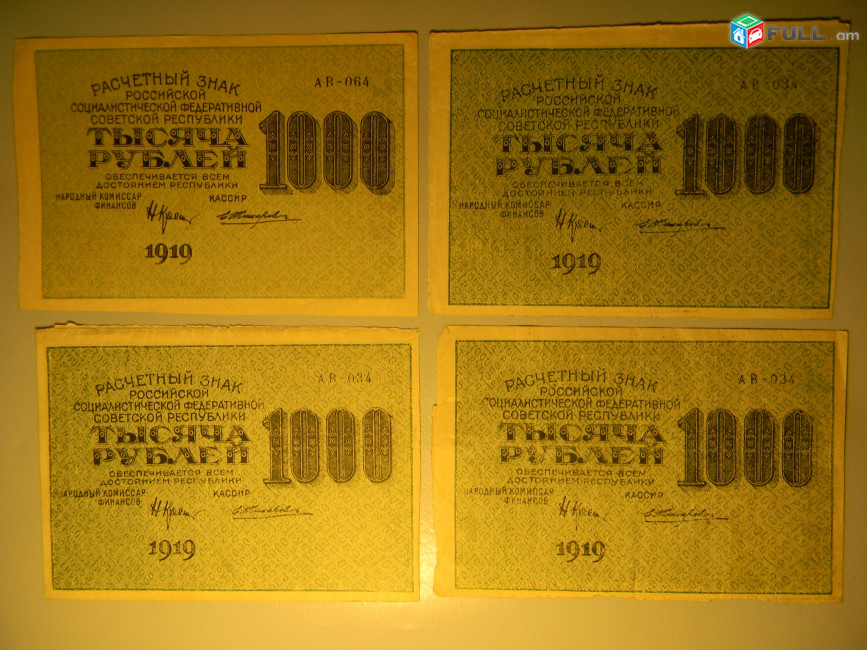 FULL.am
РАСЧЕТНЫЙ ЗНАК
АВ-064
РОССИЙСКОЙ
СОЦИАЛИСТИЧЕСКОЙ ФЕДЕРАТИВНОЙ
СОВЕТСКОЙ РЕСПУБЛИКИ
ТЫСЯЧА
РУБЛЕЙ
1000
ОБЕСПЕЧИВАЕТСЯ ВСЕМ
ДОСТОЯНИЕМ РЕСПУБЛИКИ
НАРОДНЫЙ КОМИССАР
ФИНАНСОВ
КАССИР
1919
РАСЧЕТНЫЙ ЗНАК
АВ-034
РОССИЙСКОЙ
СОЦИАЛИСТИЧЕСКОЙ ФЕДЕРАТИВНОЙ
СОВЕТСКОЙ РЕСПУБЛИКИ
ТЫСЯЧА
РУБЛЕЙ
1000
ОБЕСПЕЧИВАЕТСЯ ВСЕМ
ДОСТОЯНИЕМ РЕСПУБЛИКИ
НАРОДНЫЙ КОМИССАР
ФИНАНСОВ
КАССИР
1919
РАСЧЕТНЫЙ ЗНАК
АВ-034
РОССИЙСКОЙ
СОЦИАЛИСТИЧЕСКОЙ ФЕДЕРАТИВНОЙ
СОВЕТСКОЙ РЕСПУБЛИКИ
ТЫСЯЧА
РУБЛЕЙ
1000
ОБЕСПЕЧИВАЕТСЯ ВСЕМ
ДОСТОЯНИЕМ РЕСПУБЛИКИ
НАРОДНЫЙ КОМИССАР
ФИНАНСОВ
КАССИР
1919
РАСЧЕТНЫЙ ЗНАК
АВ-034
РОССИЙСКОЙ
СОЦИАЛИСТИЧЕСКОЙ ФЕДЕРАТИВНОЙ
СОВЕТСКОЙ РЕСПУБЛИКИ
ТЫСЯЧА
РУБЛЕЙ
1000
ОБЕСПЕЧИВАЕТСЯ ВСЕМ
ДОСТОЯНИЕМ РЕСПУБЛИКИ
НАРОДНЫЙ КОМИССАР
ФИНАНСОВ
КАССИР
1919